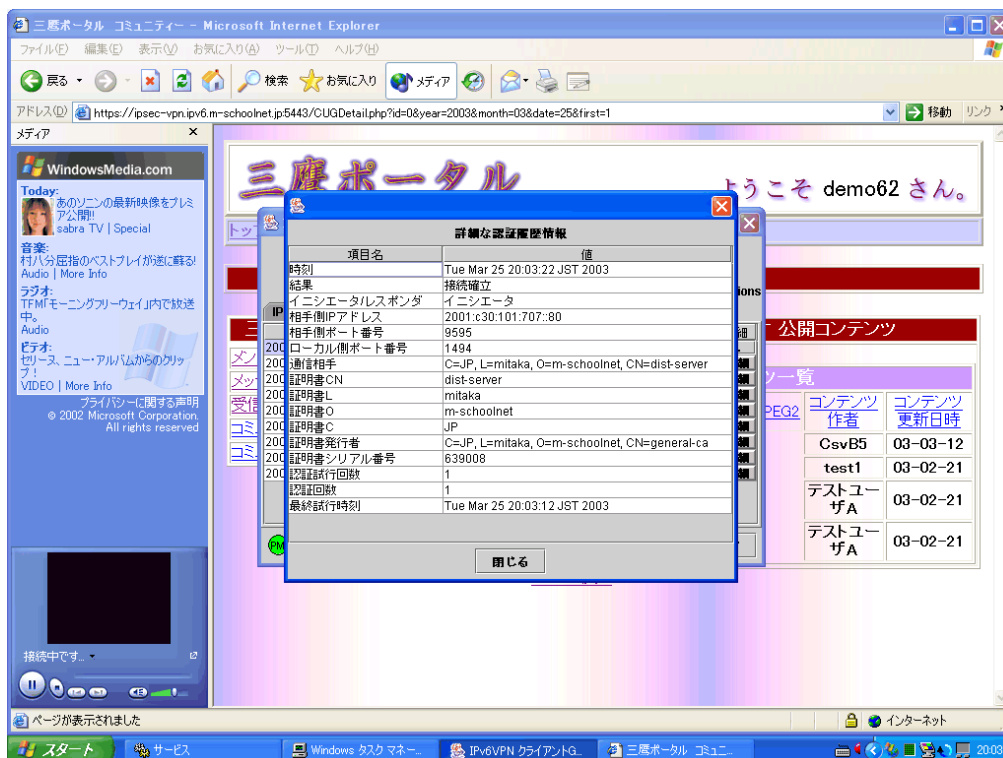 三鷹ポータル コミュニティー - Microsoft Internet Explorer
ファイル(F) 編集(E) 表示(V) お気に入り(A) ツール(T) ヘルプ(H)
戻る 検索 お気に入り メディア
アドレス(D) https://ipsec-vpn.ipv6.m-schoolnet.jp:5443/CUGDetail.php?id=0&year=2003&month=03&date=25&first=1 移動 リンク
メディア
WindowsMedia.com
Today:
あのソニンの最新映像をプレミア公開!!
sabra TV | Special
音楽:
村八分屈指のベストプレイが遂に蘇る!
Audio | More Info
ラジオ:
TFM「モーニングフリーウェイ」内で放送中。
Audio
ビデオ:
セリーヌ、ニュー・アルバムからのクリップ!
VIDEO | More Info
プライバシーに関する声明
© 2002 Microsoft Corporation.
All rights reserved
接続中です...
三鷹ポータル
ようこそ demo62 さん。
詳細な認証履歴情報
項目名 値
時刻 Tue Mar 25 20:03:22 JST 2003
結果 接続確立
イニシエータ/レスポンダ イニシエータ
相手側IPアドレス 2001:c30:101:707::80
相手側ポート番号 9595
ローカル側ポート番号 1494
通信相手 C=JP, L=mitaka, O=m-schoolnet, CN=dist-server
証明書CN dist-server
証明書L mitaka
証明書O m-schoolnet
証明書C JP
証明書発行者 C=JP, L=mitaka, O=m-schoolnet, CN=general-ca
証明書シリアル番号 639008
認証試行回数 1
認証回数 1
最終試行時刻 Tue Mar 25 20:03:12 JST 2003
閉じる
ions
IP
公開コンテンツ
一覧
PEG2 コンテンツ作者 コンテンツ更新日時
CsvB5 03-03-12
test1 03-02-21
テストユーザA 03-02-21
テストユーザA 03-02-21
ページが表示されました インターネット
スタート サービス Windows タスク マネー... IPv6VPN クライアントG... 三鷹ポータル コミュニ... 20:03